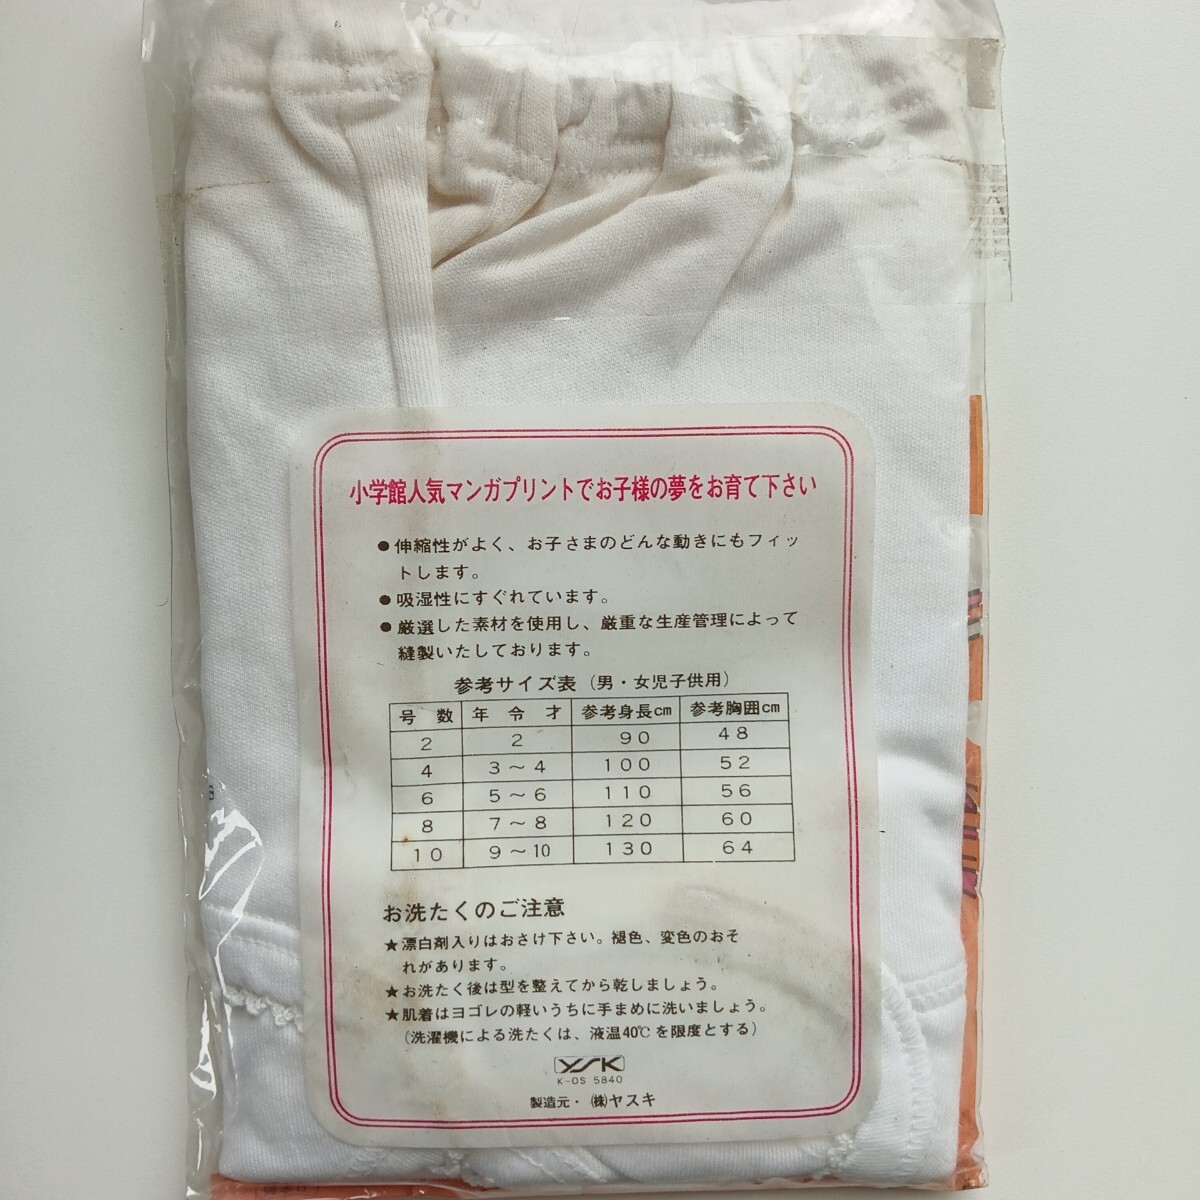 小学館人気マンガプリントでお子様の夢をお育て下さい
●伸縮性がよく、お子さまのどんな動きにもフィッ
トします。
●吸湿性にすぐれています。
●厳選した素材を使用し、厳重な生産管理によって
縫製いたしております。
参考サイズ表（男・女児子供用）
号 数 年 令 才 参考身長cm 参考胸囲cm
2 2 90 48
4 3～4 100 52
6 5～6 110 56
8 7～8 120 60
10 9～10 130 64
お洗たくのご注意
★漂白剤入りはおさけ下さい。褪色、変色のおそ
れがあります。
★お洗たく後は型を整えてから乾しましょう。
★肌着はヨゴレの軽いうちに手まめに洗いましょう。
（洗濯機による洗たくは、液温40℃を限度とする）
YSK
K-OS 5840
製造元・㈱ヤスキ